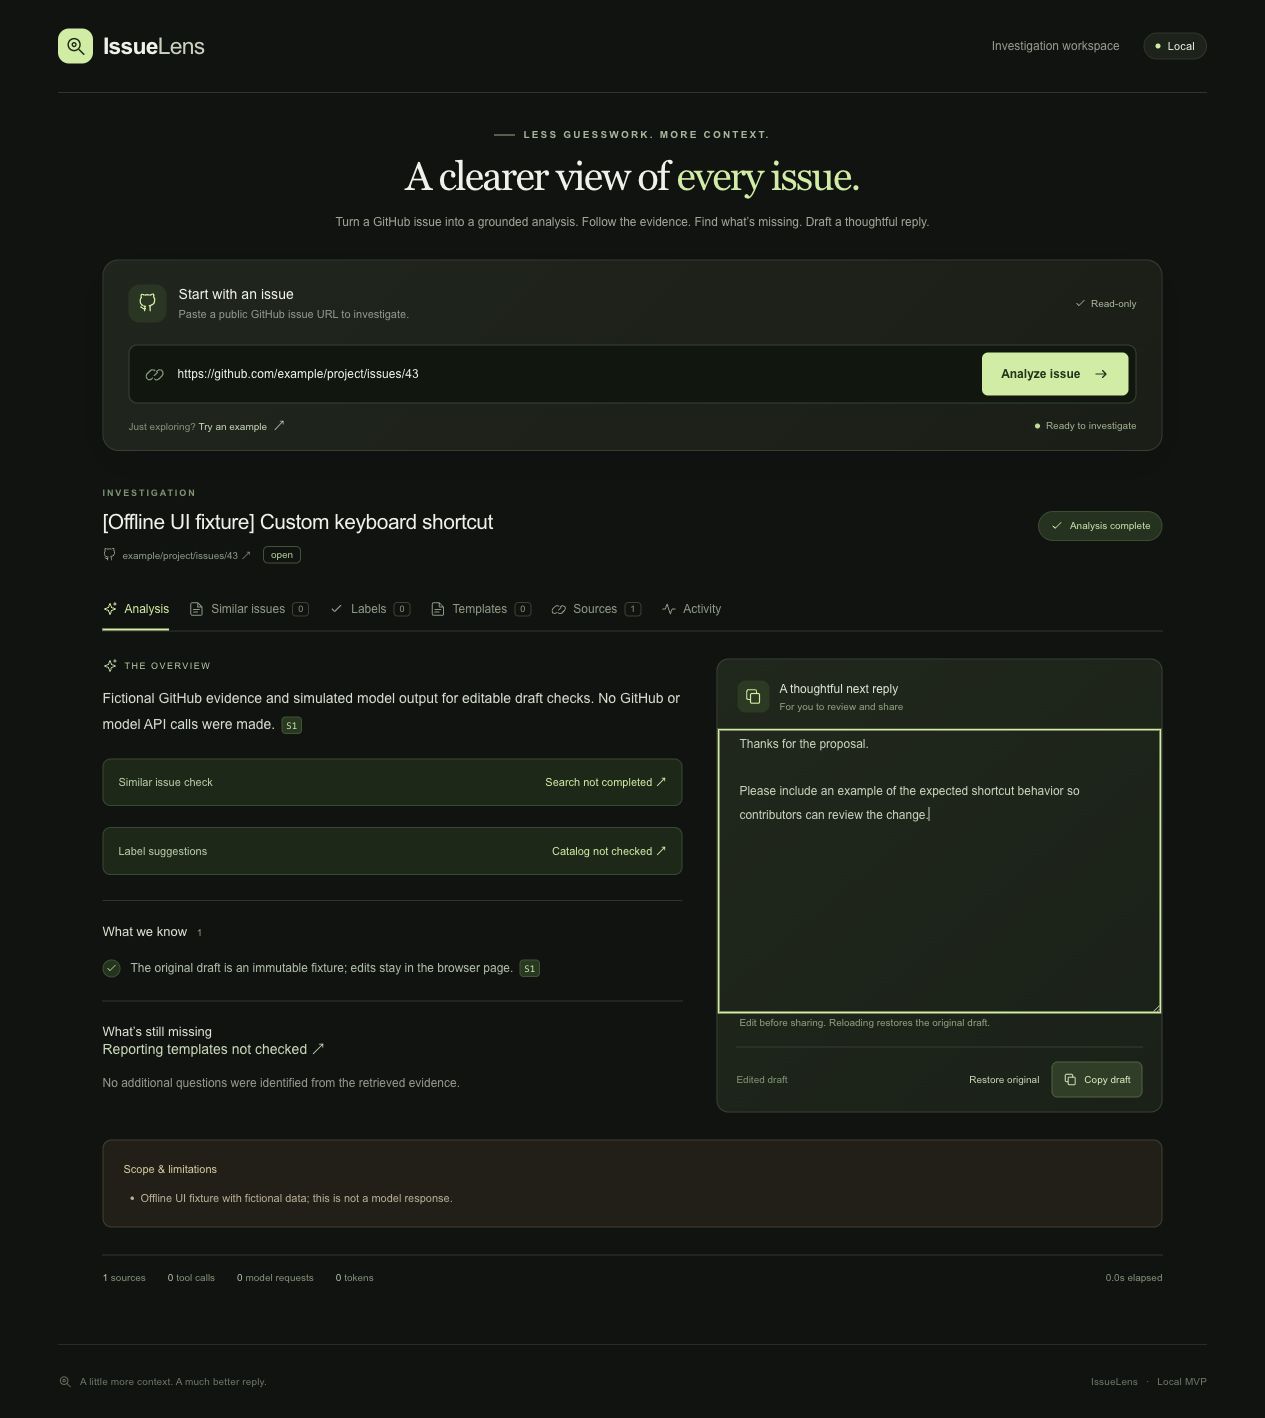 IssueLens
Investigation workspace
Local
LESS GUESSWORK. MORE CONTEXT.
A clearer view of every issue.
Turn a GitHub issue into a grounded analysis. Follow the evidence. Find what's missing. Draft a thoughtful reply.
Start with an issue
Paste a public GitHub issue URL to investigate.
Read-only
https://github.com/example/project/issues/43
Analyze issue
Just exploring? Try an example
Ready to investigate
INVESTIGATION
[Offline UI fixture] Custom keyboard shortcut
Analysis complete
example/project/issues/43
open
Analysis
Similar issues 0
Labels 0
Templates 0
Sources 1
Activity
THE OVERVIEW
Fictional GitHub evidence and simulated model output for editable draft checks. No GitHub or
model API calls were made. S1
Similar issue check
Search not completed
Label suggestions
Catalog not checked
What we know 1
The original draft is an immutable fixture; edits stay in the browser page. S1
What's still missing
Reporting templates not checked
No additional questions were identified from the retrieved evidence.
A thoughtful next reply
For you to review and share
Thanks for the proposal.
Please include an example of the expected shortcut behavior so
contributors can review the change.
Edit before sharing. Reloading restores the original draft.
Edited draft
Restore original
Copy draft
Scope & limitations
• Offline UI fixture with fictional data; this is not a model response.
1 sources
0 tool calls
0 model requests
0 tokens
0.0s elapsed
A little more context. A much better reply.
IssueLens · Local MVP